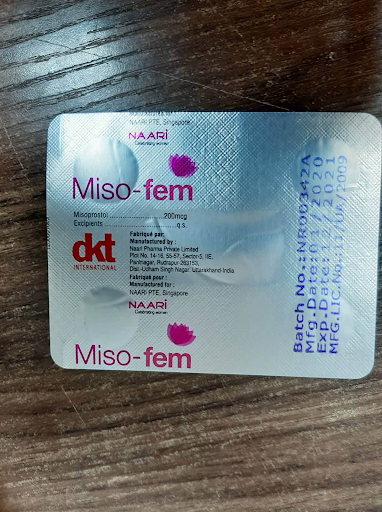 NAARI PTE, Singapore
NAARI
Celebrating women
Miso-fem
Misoprostol ........................200mcg
Excipients ................................q.s.
dkt
INTERNATIONAL
Fabriqué par:
Manufactured by :
Naari Pharma Private Limited
Plot No. 14-16, 55-57, Sector-5, IIE,
Pantnagar, Rudrapur-263153,
Dist.-Udham Singh Nagar, Uttarakhand-India
Fabriqué pour :
Manufactured for :
NAARI PTE, Singapore
NAARI
Celebrating women
Miso-fem
Batch No.:NR00342A
Mfg.Date:01/2020
Exp.Date: 2021
MFG.LIC.No.: /UA/2009